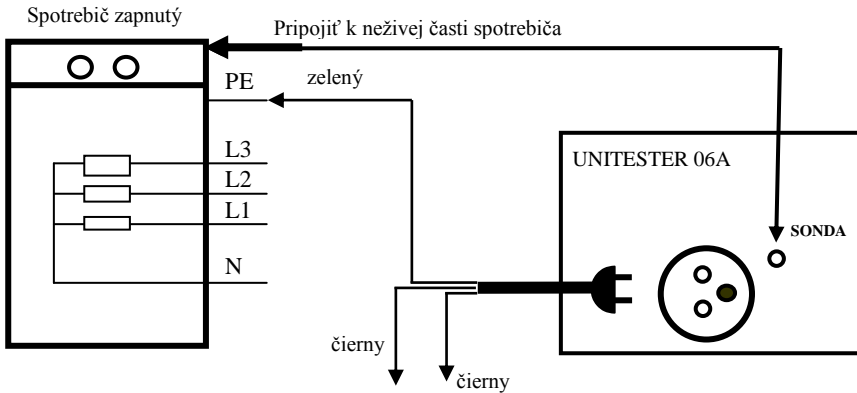 Spotrebič zapnutý
Pripojiť k neživej časti spotrebiča
PE
zelený
L3
L2
L1
N
UNITESTER 06A
SONDA
čierny
čierny